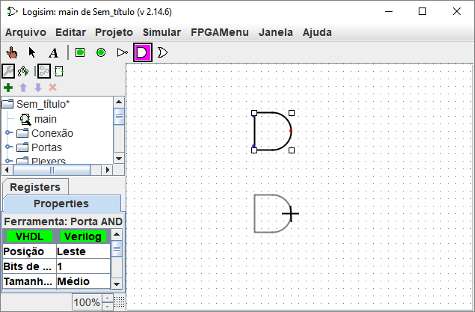 Logisim: main de Sem_título (v 2.14.6)
Arquivo Editar Projeto Simular FPGAMenu Janela Ajuda
A
Sem_título*
main
Conexão
Portas
Plexers
Registers
Properties
Ferramenta: Porta AND
VHDL Verilog
Posição Leste
Bits de ... 1
Tamanh... Médio
100%